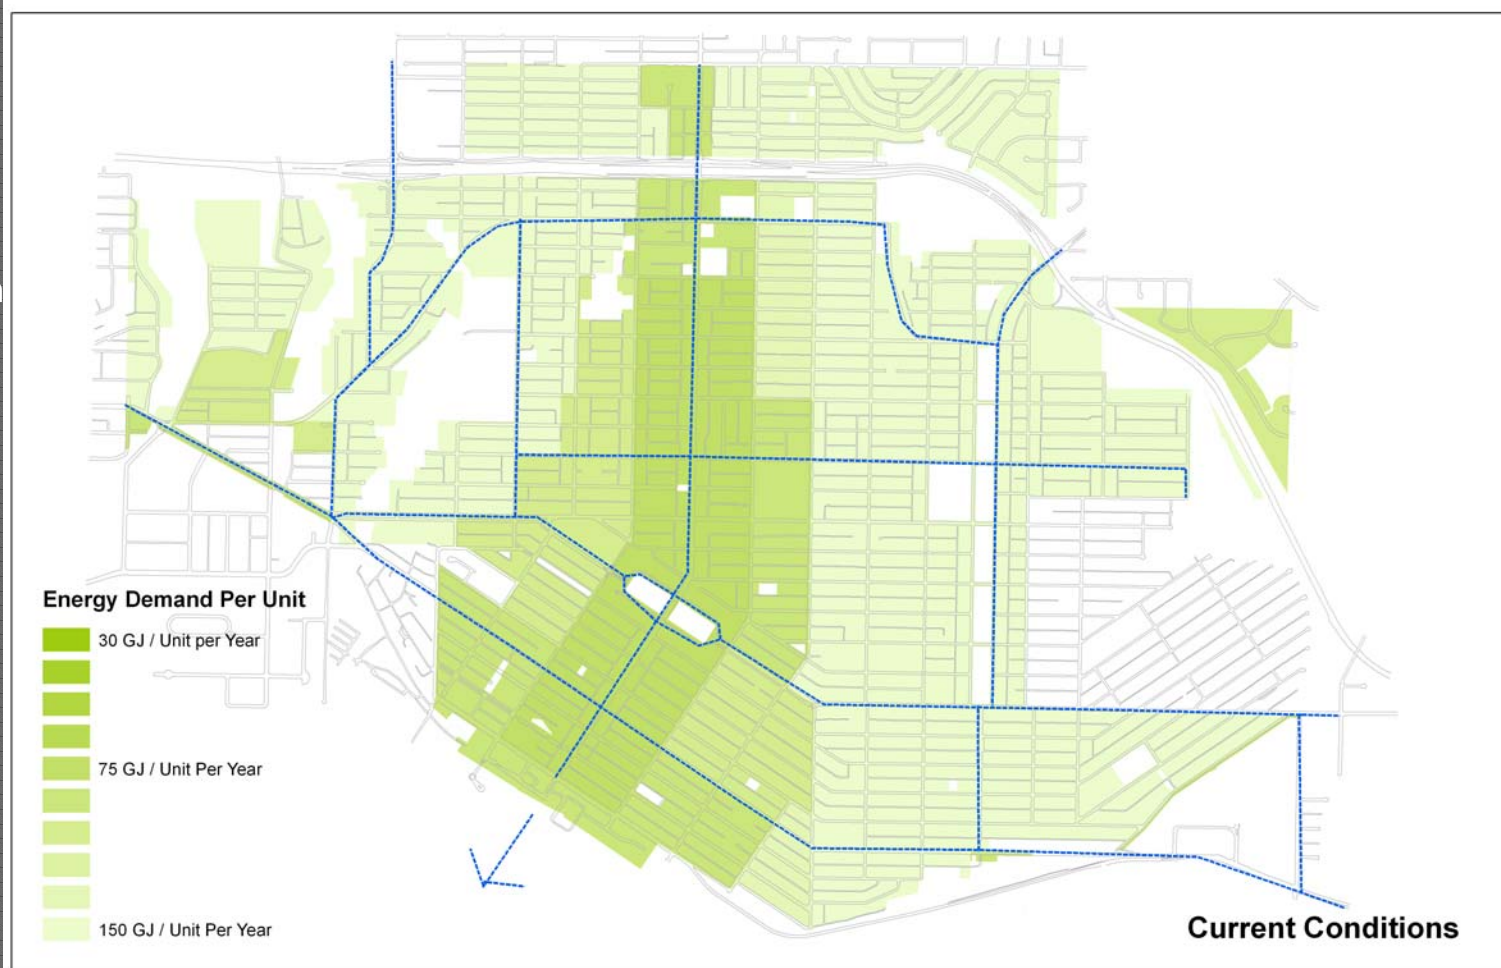 Energy Demand Per Unit
30 GJ / Unit per Year
75 GJ / Unit Per Year
150 GJ / Unit Per Year
Current Conditions